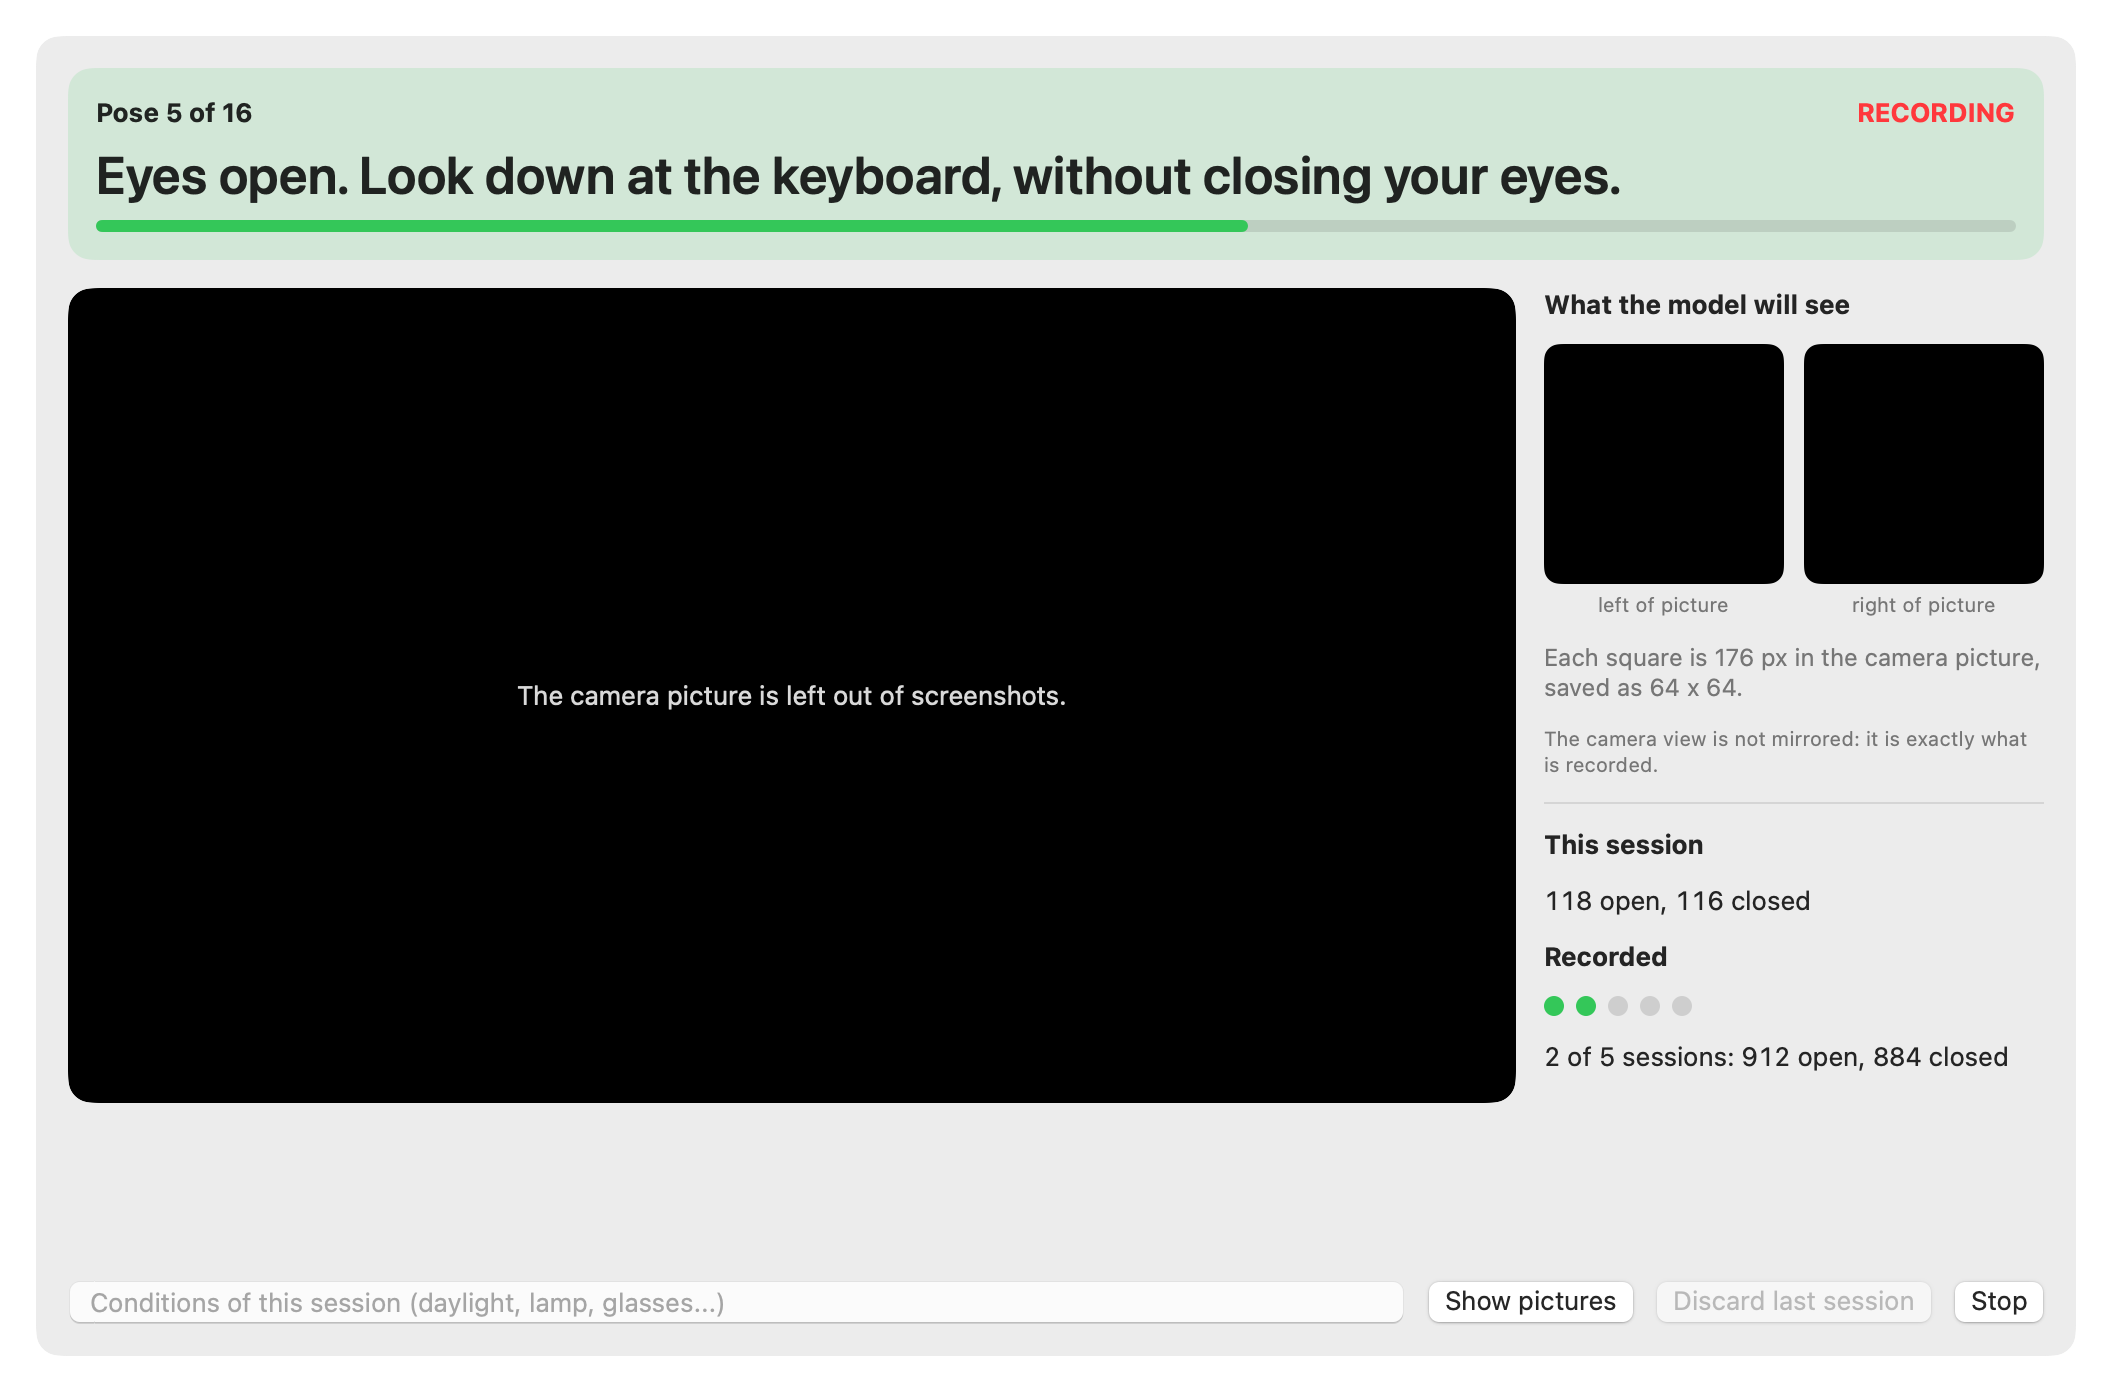 Pose 5 of 16
RECORDING
Eyes open. Look down at the keyboard, without closing your eyes.
The camera picture is left out of screenshots.
What the model will see
left of picture
right of picture
Each square is 176 px in the camera picture,
saved as 64 x 64.
The camera view is not mirrored: it is exactly what
is recorded.
This session
118 open, 116 closed
Recorded
2 of 5 sessions: 912 open, 884 closed
Conditions of this session (daylight, lamp, glasses...)
Show pictures
Discard last session
Stop